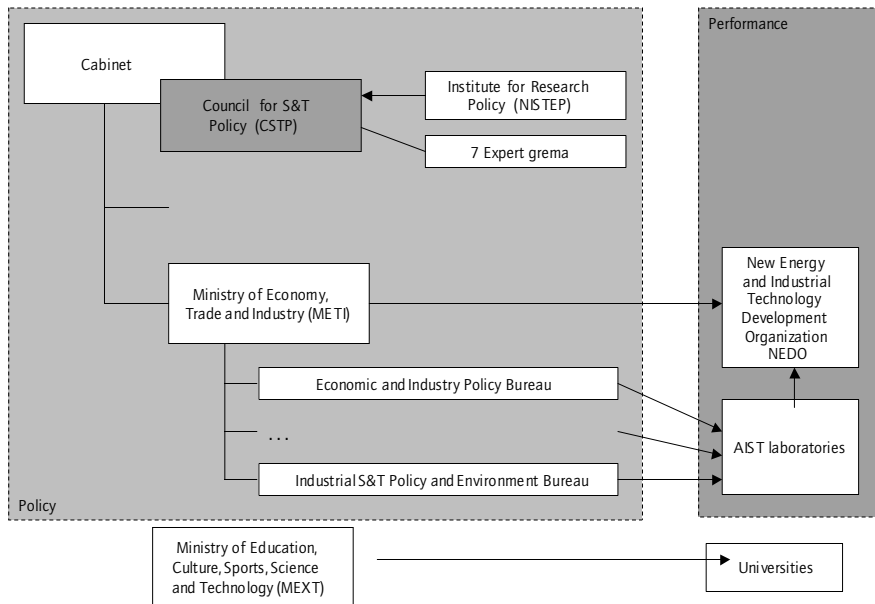 Performance
Cabinet
Council for S&T
Policy (CSTP)
Institute for Research
Policy (NISTEP)
7 Expert grema
Ministry of Economy,
Trade and Industry (METI)
New Energy
and Industrial
Technology
Development
Organization
NEDO
Economic and Industry Policy Bureau
...
AIST laboratories
Industrial S&T Policy and Environment Bureau
Policy
Ministry of Education,
Culture, Sports, Science
and Technology (MEXT)
Universities